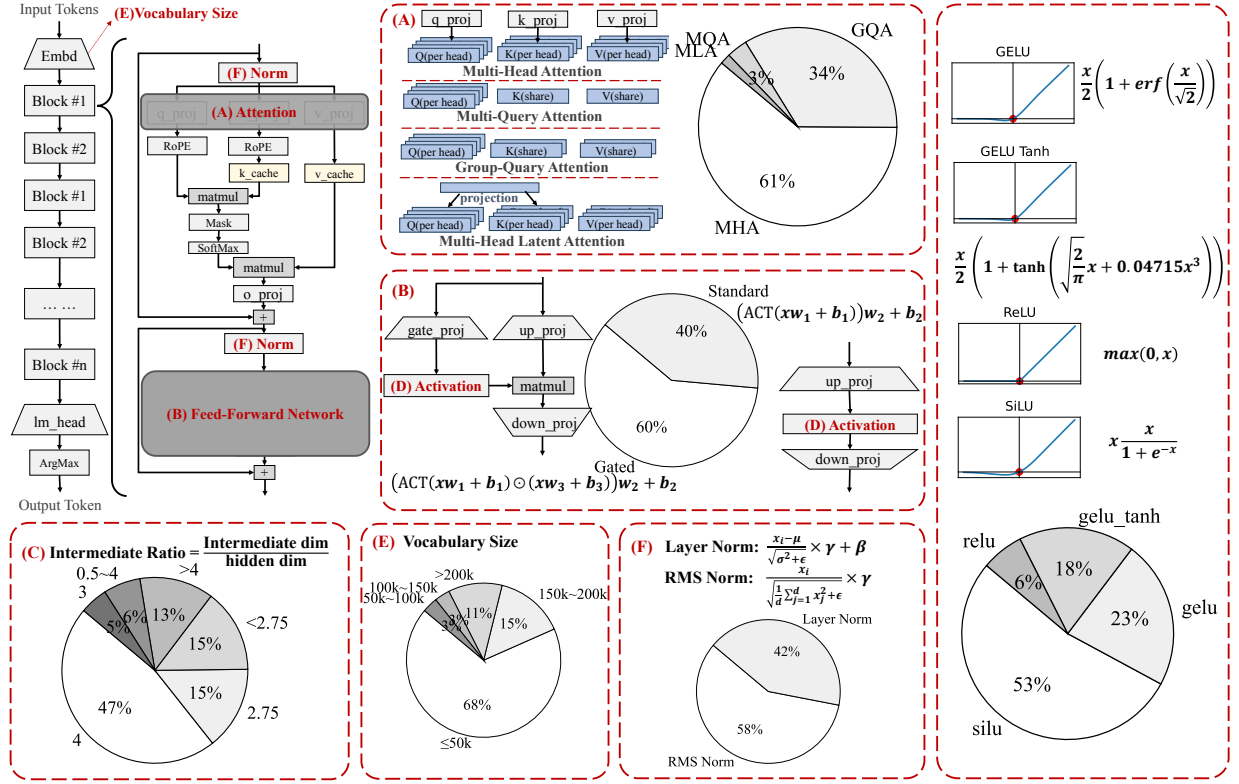 Input Tokens
(E)Vocabulary Size
Embd
Block #1
Block #2
Block #1
Block #2
... ...
Block #n
lm_head
ArgMax
Output Token
(F) Norm
q_proj
v_proj
(A) Attention
RoPE
RoPE
k_cache
v_cache
matmul
Mask
SoftMax
matmul
o_proj
+
(F) Norm
(B) Feed-Forward Network
+
(A)
q_proj
k_proj
v_proj
Q(per head)
K(per head)
V(per head)
Multi-Head Attention
Q(per head)
K(share)
V(share)
Multi-Query Attention
Q(per head)
K(share)
V(share)
Group-Quary Attention
projection
Q(per head)
K(per head)
V(per head)
Multi-Head Latent Attention
MQA
MLA
GQA
3%
34%
61%
MHA
(B)
gate_proj
up_proj
(D) Activation
matmul
down_proj
Standard
(ACT(xw₁ + b₁))w₂ + b₂
40%
60%
Gated
(ACT(xw₁ + b₁)⊙(xw₃ + b₃))w₂ + b₂
up_proj
(D) Activation
down_proj
GELU
x/2(1 + erf(x/√2))
GELU Tanh
x/2(1 + tanh(√(2/π)x + 0.04715x³))
ReLU
max(0, x)
SiLU
x x/(1 + e⁻ˣ)
relu
gelu_tanh
6%
18%
gelu
23%
53%
silu
(C) Intermediate Ratio = Intermediate dim / hidden dim
0.5~4
>4
3
5%
6%
13%
<2.75
15%
15%
2.75
47%
4
(E) Vocabulary Size
>200k
100k~150k
50k~100k
150k~200k
3%
3%
11%
15%
68%
≤50k
(F) Layer Norm: (xᵢ−μ)/√(σ²+ϵ) × γ + β
RMS Norm: xᵢ/√(1/d ∑ⱼ₌₁ᵈ xⱼ²+ϵ) × γ
Layer Norm
42%
58%
RMS Norm